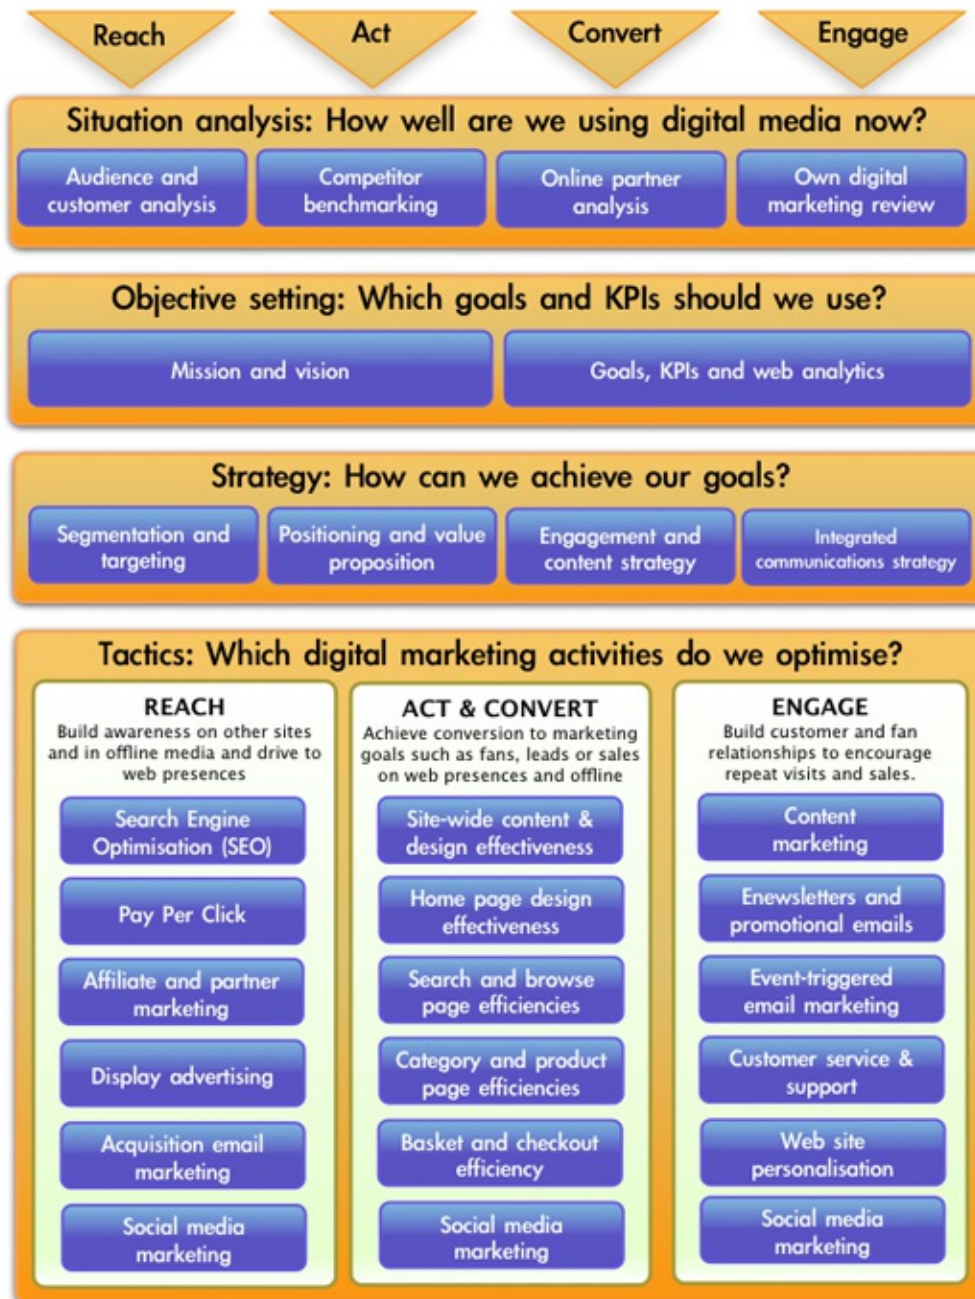 Reach
Act
Convert
Engage
Situation analysis: How well are we using digital media now?
Audience and
customer analysis
Competitor
benchmarking
Online partner
analysis
Own digital
marketing review
Objective setting: Which goals and KPIs should we use?
Mission and vision
Goals, KPIs and web analytics
Strategy: How can we achieve our goals?
Segmentation and
targeting
Positioning and value
proposition
Engagement and
content strategy
Integrated
communications strategy
Tactics: Which digital marketing activities do we optimise?
REACH
Build awareness on other sites
and in offline media and drive to
web presences
Search Engine
Optimisation (SEO)
Pay Per Click
Affiliate and partner
marketing
Display advertising
Acquisition email
marketing
Social media
marketing
ACT & CONVERT
Achieve conversion to marketing
goals such as fans, leads or sales
on web presences and offline
Site-wide content &
design effectiveness
Home page design
effectiveness
Search and browse
page efficiencies
Category and product
page efficiencies
Basket and checkout
efficiency
Social media
marketing
ENGAGE
Build customer and fan
relationships to encourage
repeat visits and sales.
Content
marketing
Enewsletters and
promotional emails
Event-triggered
email marketing
Customer service &
support
Web site
personalisation
Social media
marketing